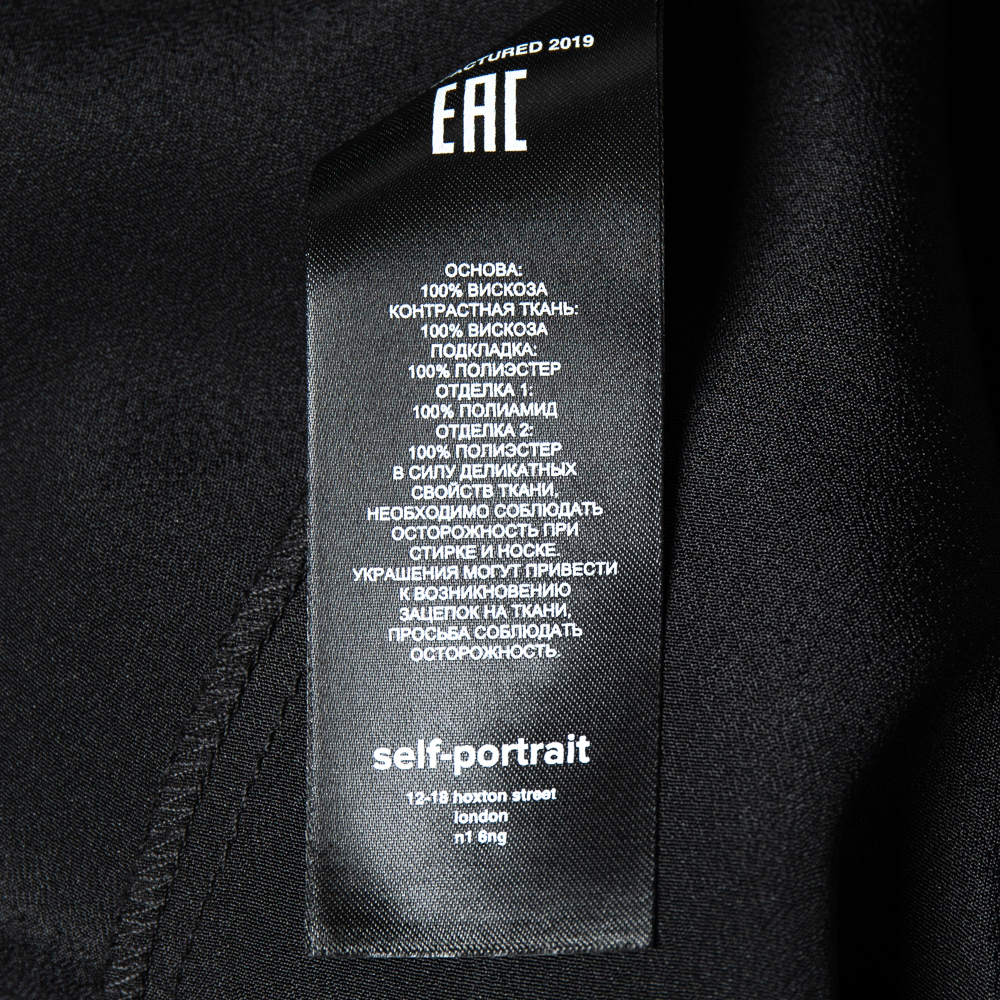 2019
EAC
ОСНОВА:
100% ВИСКОЗА
КОНТРАСТНАЯ ТКАНЬ:
100% ВИСКОЗА
ПОДКЛАДКА:
100% ПОЛИЭСТЕР
ОТДЕЛКА 1:
100% ПОЛИАМИД
ОТДЕЛКА 2:
100% ПОЛИЭСТЕР
В СИЛУ ДЕЛИКАТНЫХ
СВОЙСТВ ТКАНИ,
НЕОБХОДИМО СОБЛЮДАТЬ
ОСТОРОЖНОСТЬ ПРИ
СТИРКЕ И НОСКЕ.
УКРАШЕНИЯ МОГУТ ПРИВЕСТИ
К ВОЗНИКНОВЕНИЮ
ЗАЦЕПОК НА ТКАНИ,
ПРОСЬБА СОБЛЮДАТЬ
ОСТОРОЖНОСТЬ.
self-portrait
12-18 hoxton street
london
n1 6ng